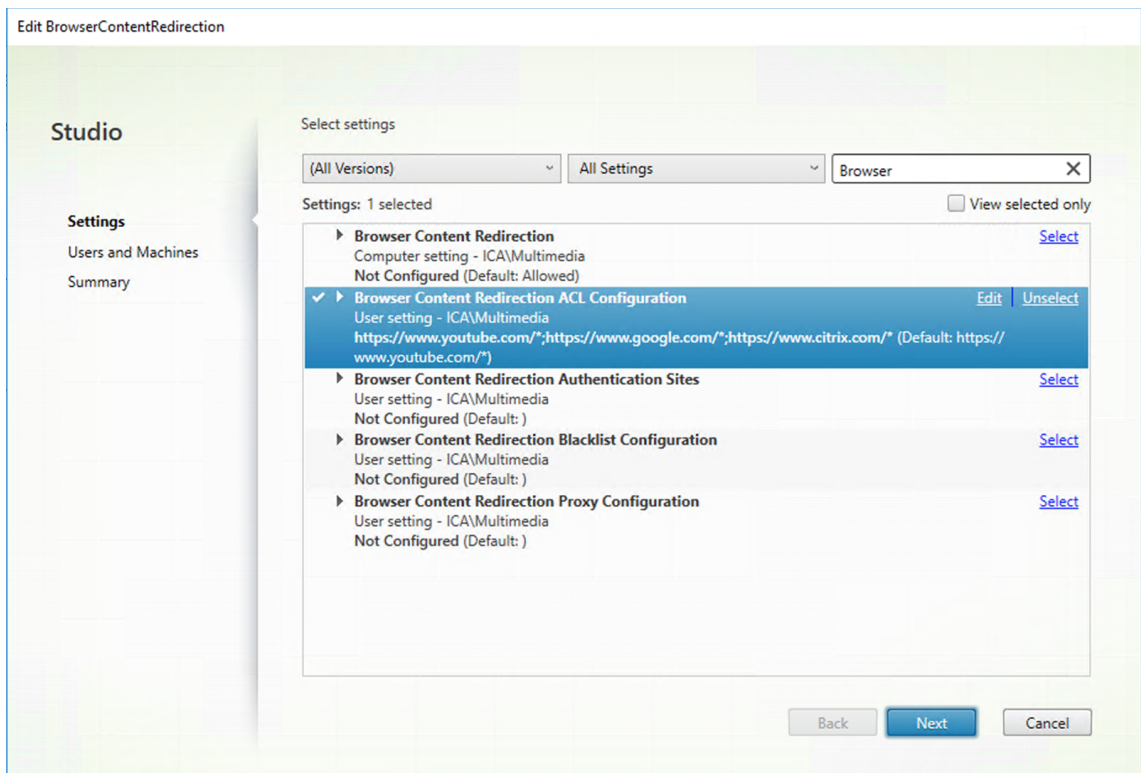 Edit BrowserContentRedirection
Studio
Settings
Users and Machines
Summary
Select settings
(All Versions)
All Settings
Browser
Settings: 1 selected
View selected only
Browser Content Redirection
Select
Computer setting - ICA\Multimedia
Not Configured (Default: Allowed)
Browser Content Redirection ACL Configuration
Edit
Unselect
User setting - ICA\Multimedia
https://www.youtube.com/*;https://www.google.com/*;https://www.citrix.com/* (Default: https://
www.youtube.com/*)
Browser Content Redirection Authentication Sites
Select
User setting - ICA\Multimedia
Not Configured (Default: )
Browser Content Redirection Blacklist Configuration
Select
User setting - ICA\Multimedia
Not Configured (Default: )
Browser Content Redirection Proxy Configuration
Select
User setting - ICA\Multimedia
Not Configured (Default: )
Back
Next
Cancel